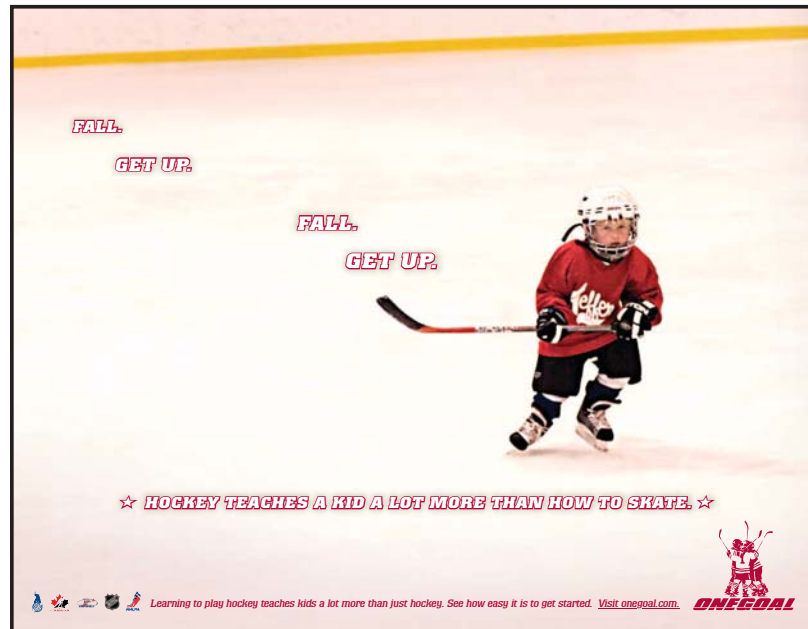 FALL.
GET UP.
FALL.
GET UP.
☆ HOCKEY TEACHES A KID A LOT MORE THAN HOW TO SKATE. ☆
Learning to play hockey teaches kids a lot more than just hockey. See how easy it is to get started. Visit onegoal.com.
ONEGOAL